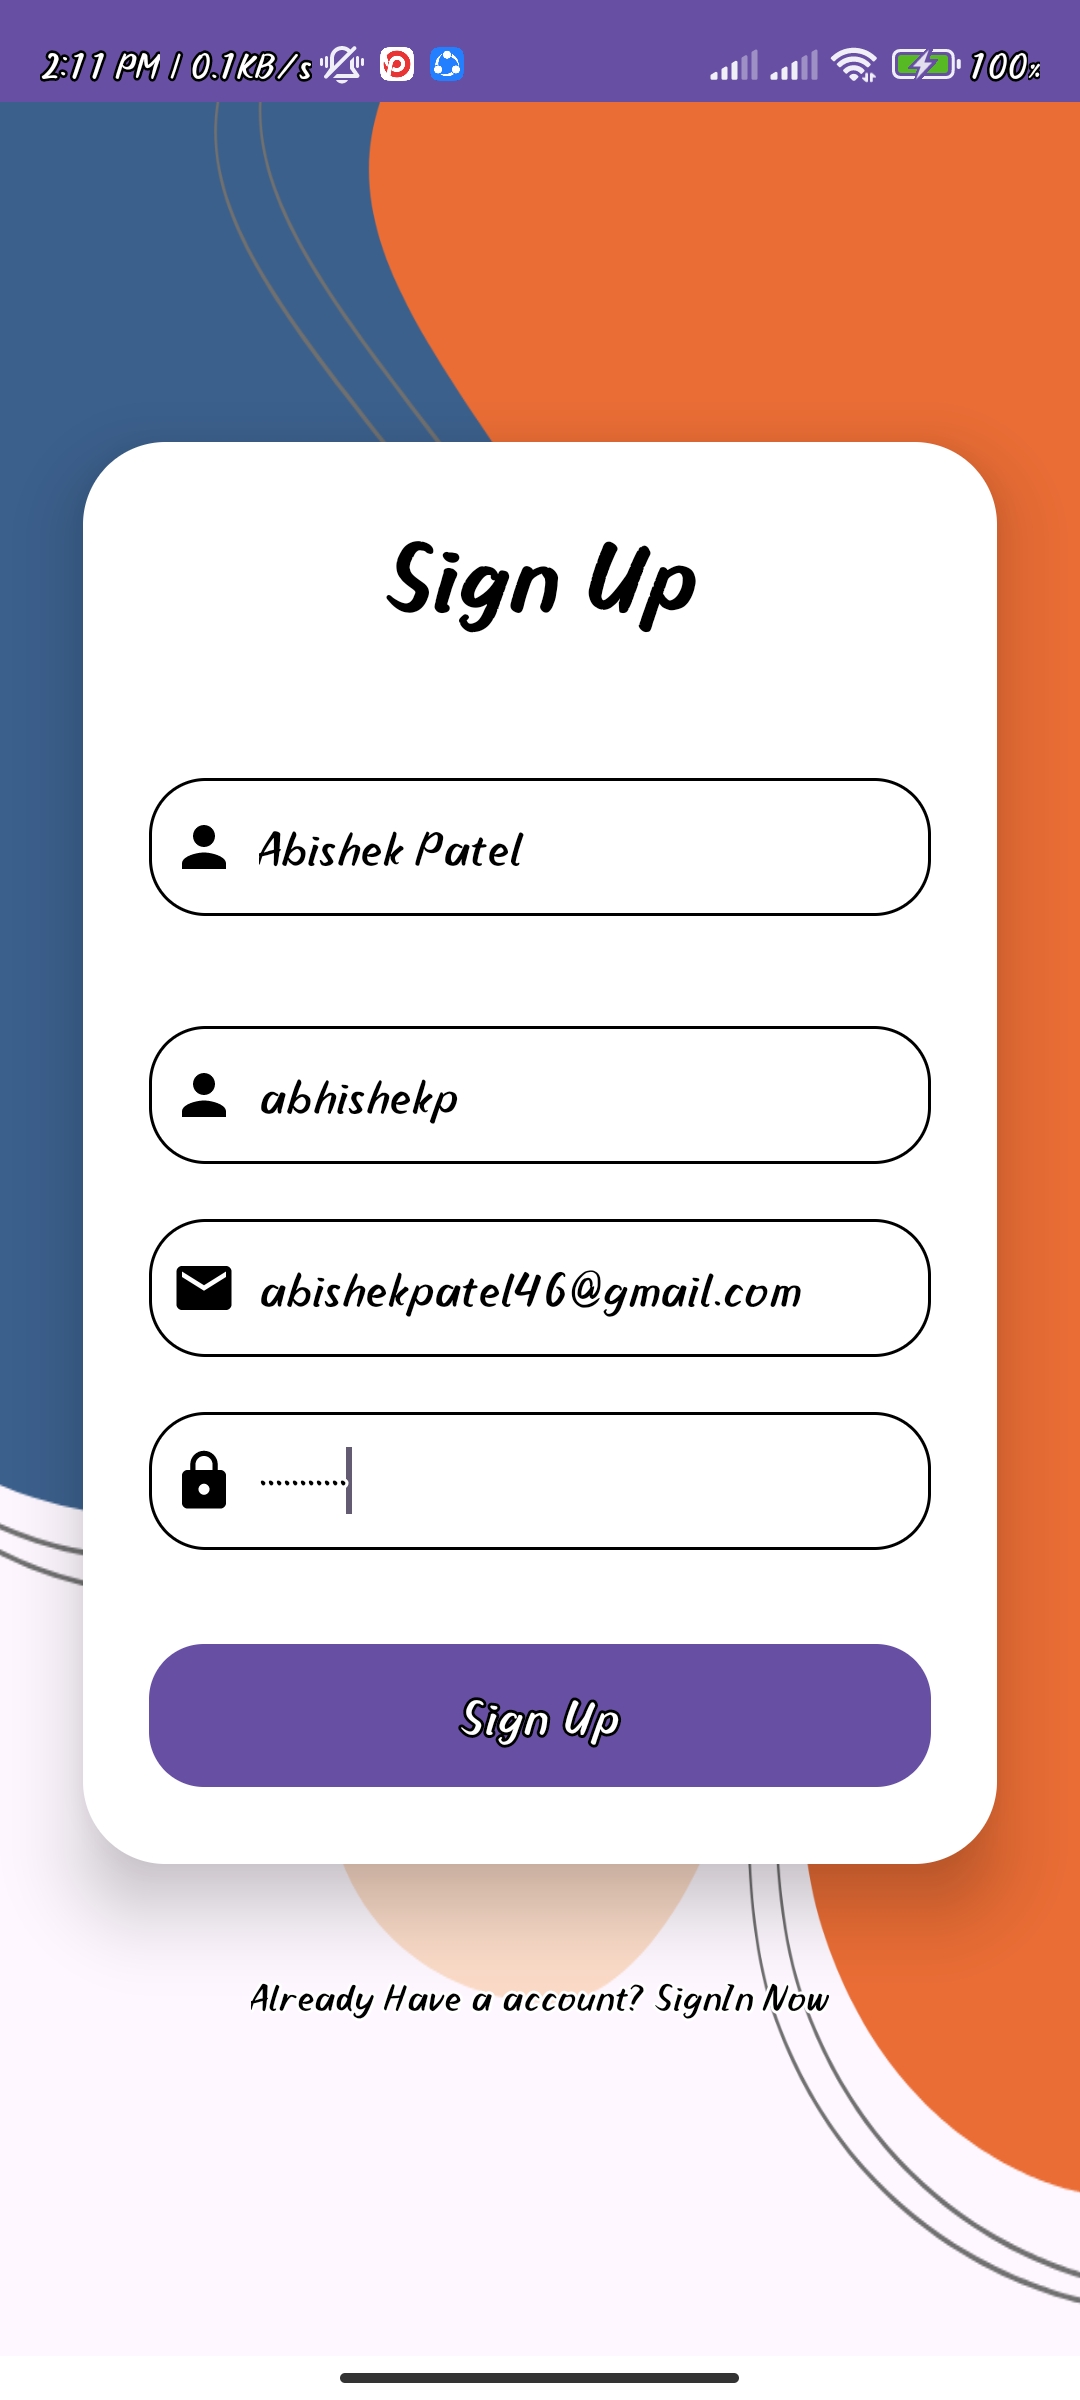 2:11 PM | 0.1KB/s 100%
Sign Up
Abishek Patel
abhishekp
abishekpatel46@gmail.com
Sign Up
Already Have a account? SignIn Now